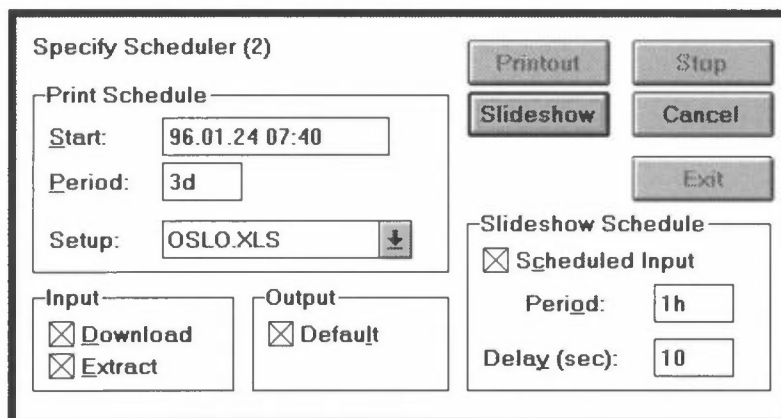 Specify Scheduler (2)
Printout
Stop
Print Schedule
Slideshow
Cancel
Start: 96.01.24 07:40
Period: 3d
Exit
Setup: OSLO.XLS
Slideshow Schedule
Scheduled Input
Period: 1h
Delay (sec): 10
Input
Download
Extract
Output
Default